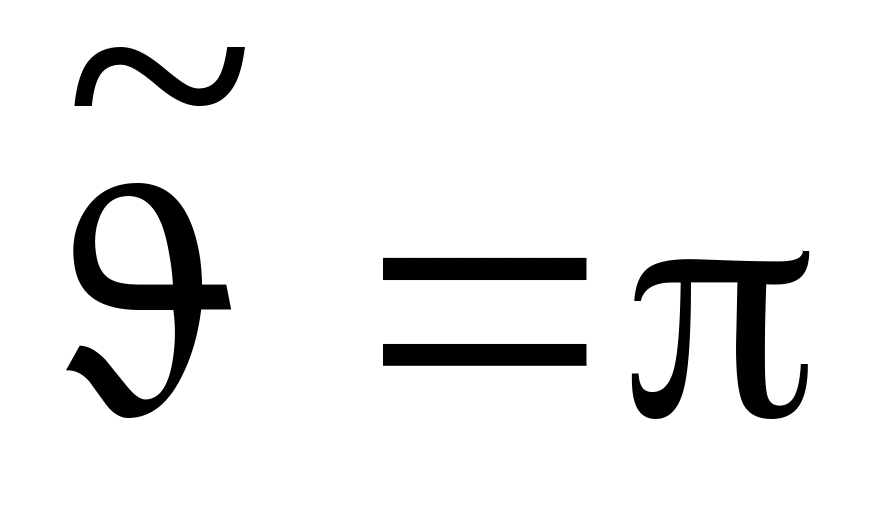 ϑ̃ = π